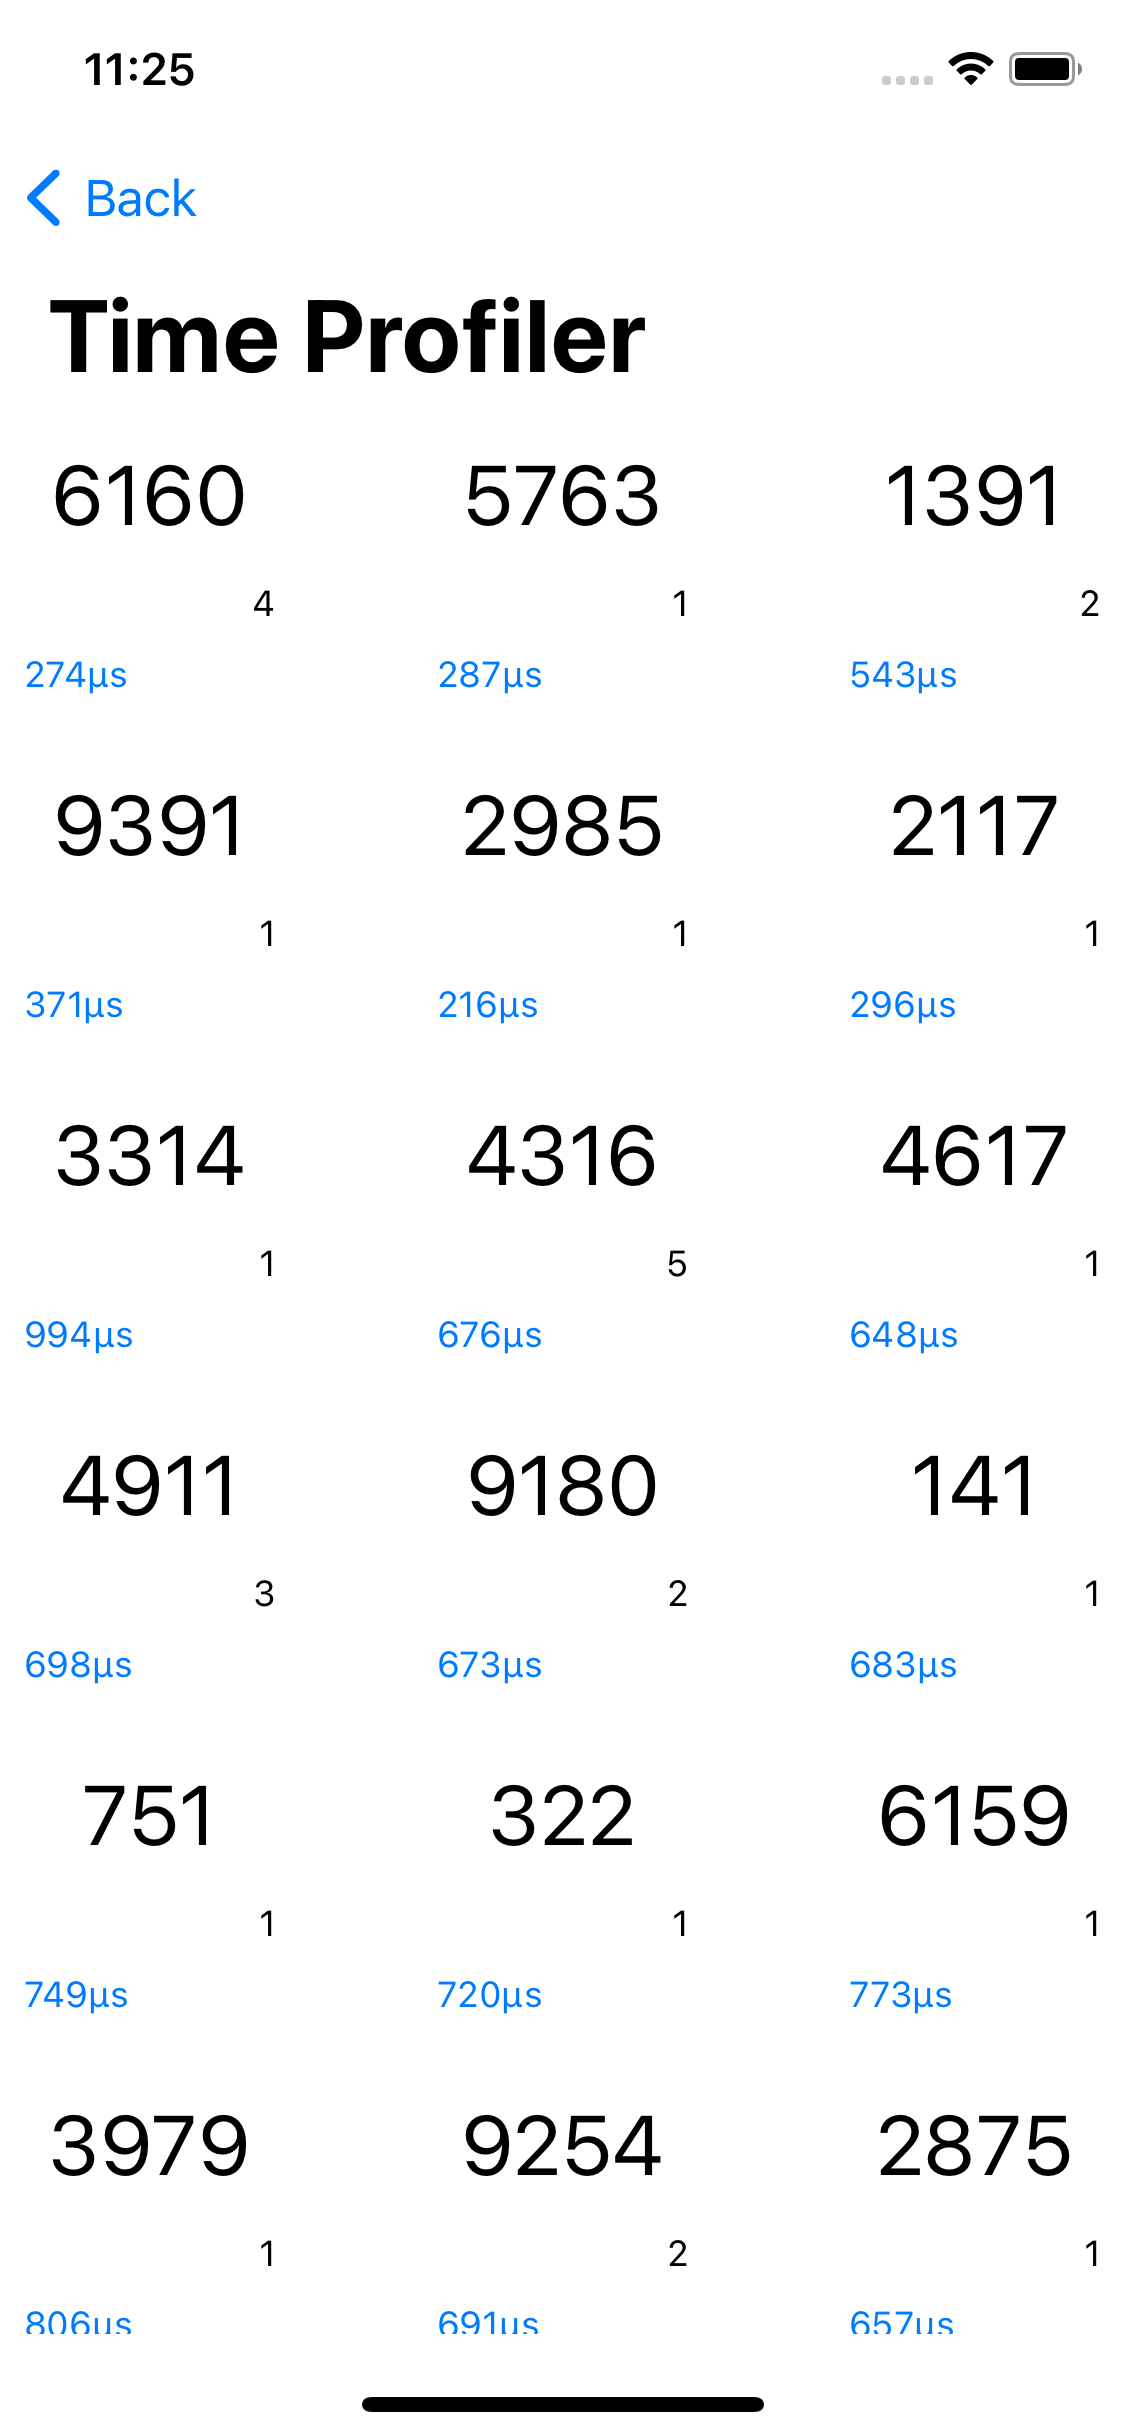 11:25
Back
Time Profiler
6160 5763 1391
4 1 2
274µs 287µs 543µs
9391 2985 2117
1 1 1
371µs 216µs 296µs
3314 4316 4617
1 5 1
994µs 676µs 648µs
4911 9180 141
3 2 1
698µs 673µs 683µs
751 322 6159
1 1 1
749µs 720µs 773µs
3979 9254 2875
1 2 1
806µs 691µs 657µs